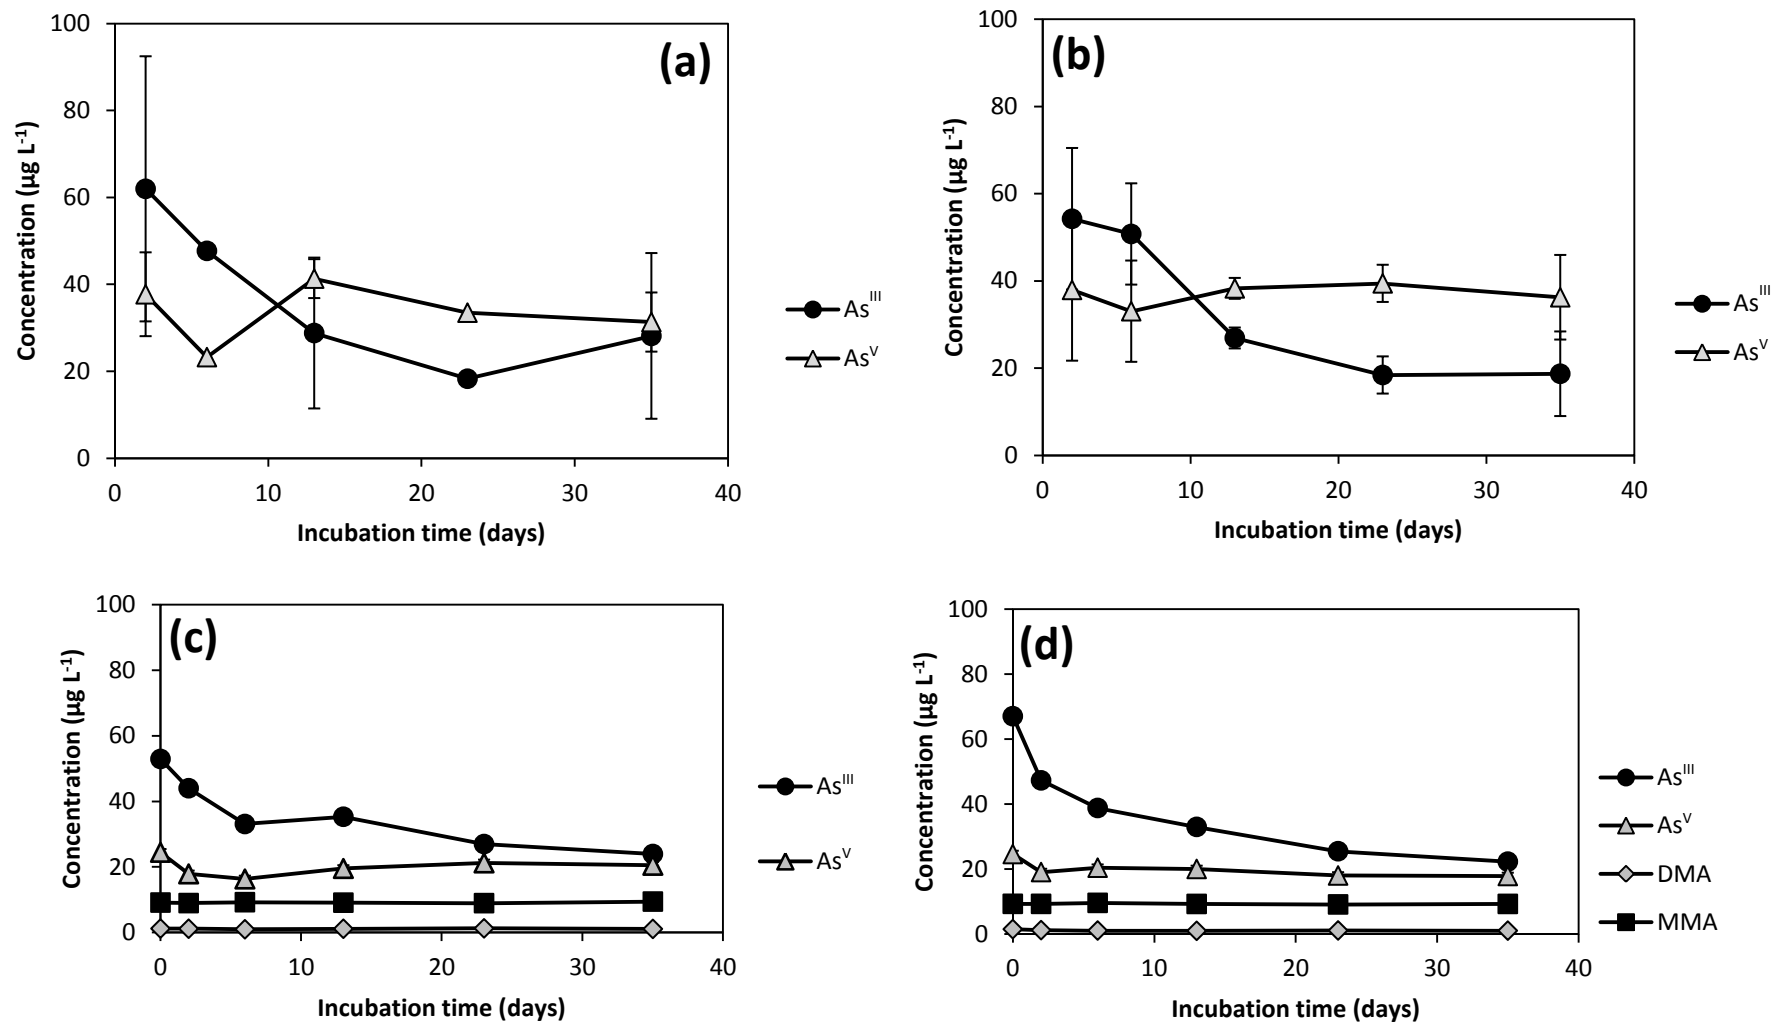 (a)
Concentration (µg L⁻¹)
100
80
60
40
20
0
0 10 20 30 40
Incubation time (days)
Asᴵᴵᴵ
Asⱽ
(b)
Concentration (µg L⁻¹)
100
80
60
40
20
0
0 10 20 30 40
Incubation time (days)
Asᴵᴵᴵ
Asⱽ
(c)
Concentration (µg L⁻¹)
100
80
60
40
20
0
0 10 20 30 40
Incubation time (days)
Asᴵᴵᴵ
Asⱽ
(d)
Concentration (µg L⁻¹)
100
80
60
40
20
0
0 10 20 30 40
Incubation time (days)
Asᴵᴵᴵ
Asⱽ
DMA
MMA